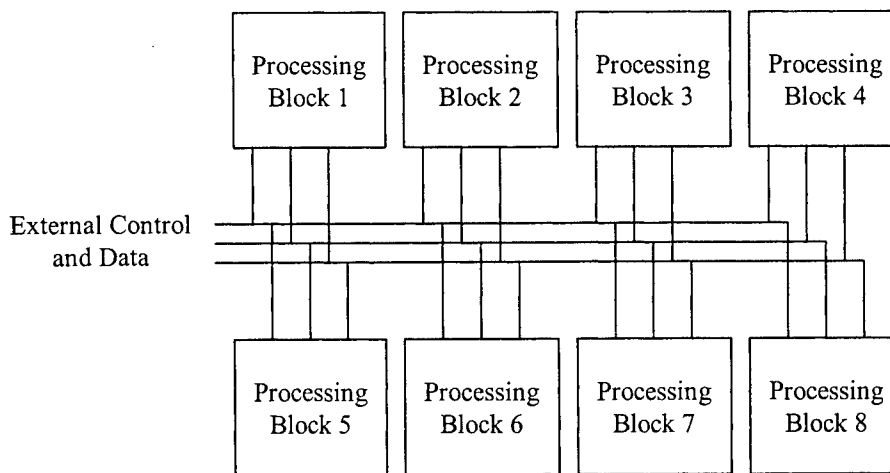 Processing
Block 1
Processing
Block 2
Processing
Block 3
Processing
Block 4
External Control
and Data
Processing
Block 5
Processing
Block 6
Processing
Block 7
Processing
Block 8